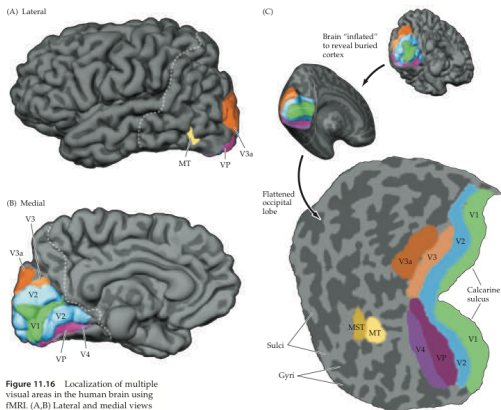 (A) Lateral
MT
VP
V3a
(B) Medial
V3
V3a
V2
V1
V2
VP
V4
Figure 11.16 Localization of multiple
visual areas in the human brain using
fMRI. (A,B) Lateral and medial views
(C)
Brain “inflated”
to reveal buried
cortex
Flattened
occipital
lobe
V3a
V3
V2
V1
Calcarine
sulcus
MST
MT
V4
VP
V2
V1
Sulci
Gyri